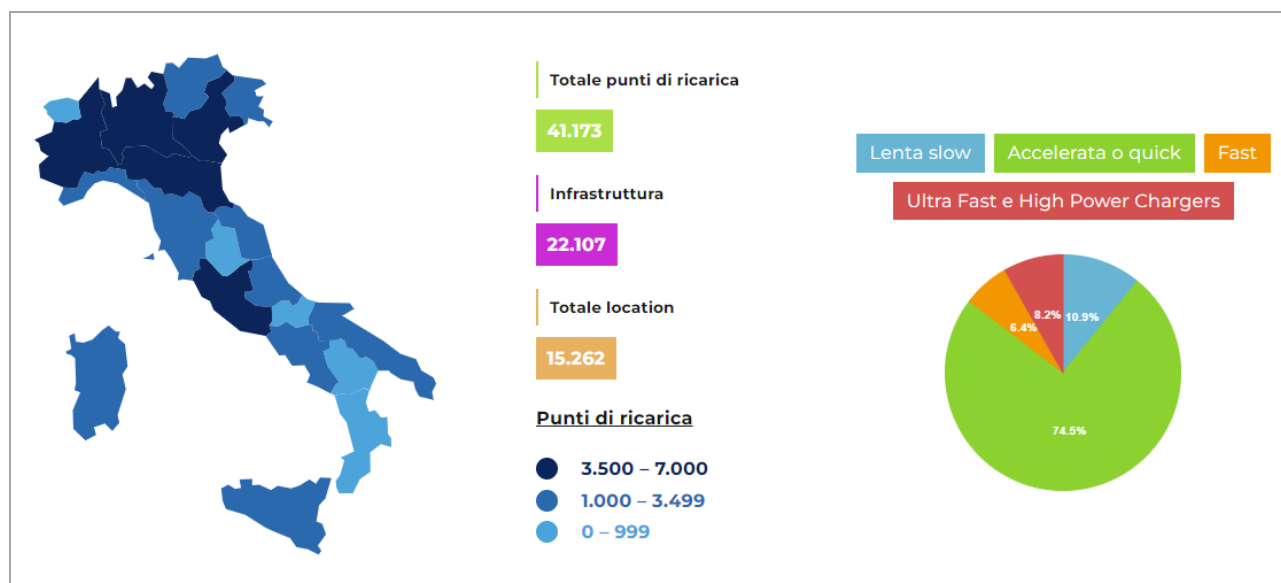 Totale punti di ricarica
41.173
Infrastruttura
22.107
Totale location
15.262
Punti di ricarica
3.500 – 7.000
1.000 – 3.499
0 – 999
Lenta slow
Accelerata o quick
Fast
Ultra Fast e High Power Chargers
8.2%
10.9%
6.4%
74.5%